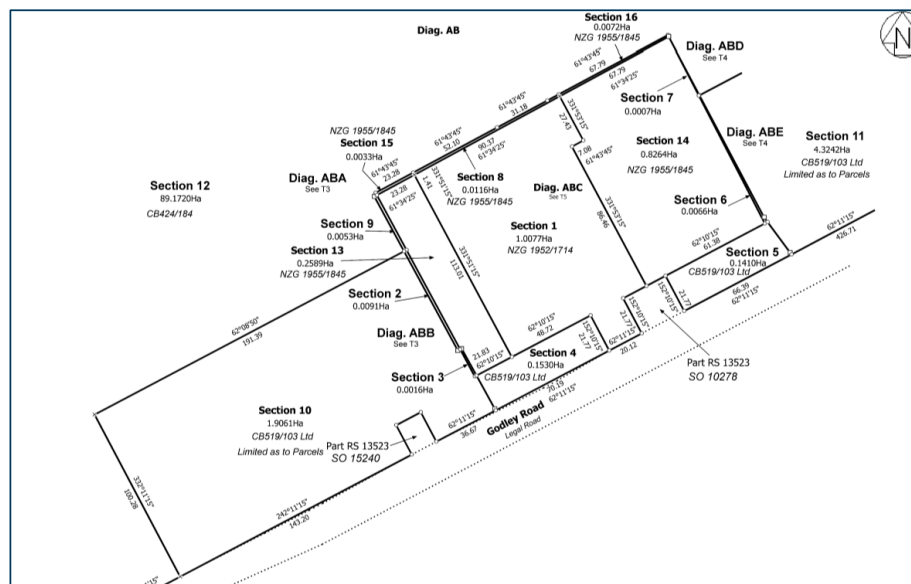 Diag. AB
N
Section 16
0.0072Ha
NZG 1955/1845
61°43'45"
67.79
67.79
61°34'25"
Diag. ABD
See T4
61°43'45"
31.18
331°53'15"
27.43
Section 7
0.0007Ha
NZG 1955/1845
Section 15
0.0033Ha
61°43'45"
52.10
90.37
61°34'25"
7.08
61°43'45"
Section 14
0.8264Ha
NZG 1955/1845
Diag. ABE
See T4
Section 11
4.3242Ha
CB519/103 Ltd
Limited as to Parcels
Section 12
89.1720Ha
CB424/184
Diag. ABA
See T3
61°43'45"
23.28
23.28
61°34'25"
1.41
331°51'15"
Section 8
0.0116Ha
NZG 1955/1845
Diag. ABC
See T5
331°53'15"
86.46
Section 6
0.0066Ha
Section 9
0.0053Ha
Section 1
1.0077Ha
NZG 1952/1714
62°11'15"
426.71
Section 13
0.2589Ha
NZG 1955/1845
331°51'15"
113.01
62°10'15"
61.38
Section 5
0.1410Ha
CB519/103 Ltd
Section 2
0.0091Ha
152°10'15"
21.77
66.39
62°11'15"
62°08'50"
191.39
Diag. ABB
See T3
62°10'15"
48.72
152°10'15"
21.77
152°10'15"
21.77
62°11'15"
20.12
21.83
62°10'15"
Section 4
0.1530Ha
CB519/103 Ltd
Part RS 13523
SO 10278
Section 3
0.0016Ha
70.19
62°11'15"
Section 10
1.9061Ha
CB519/103 Ltd
Limited as to Parcels
Part RS 13523
SO 15240
62°11'15"
36.67
Godley Road
Legal Road
332°11'15"
100.28
242°11'15"
143.20